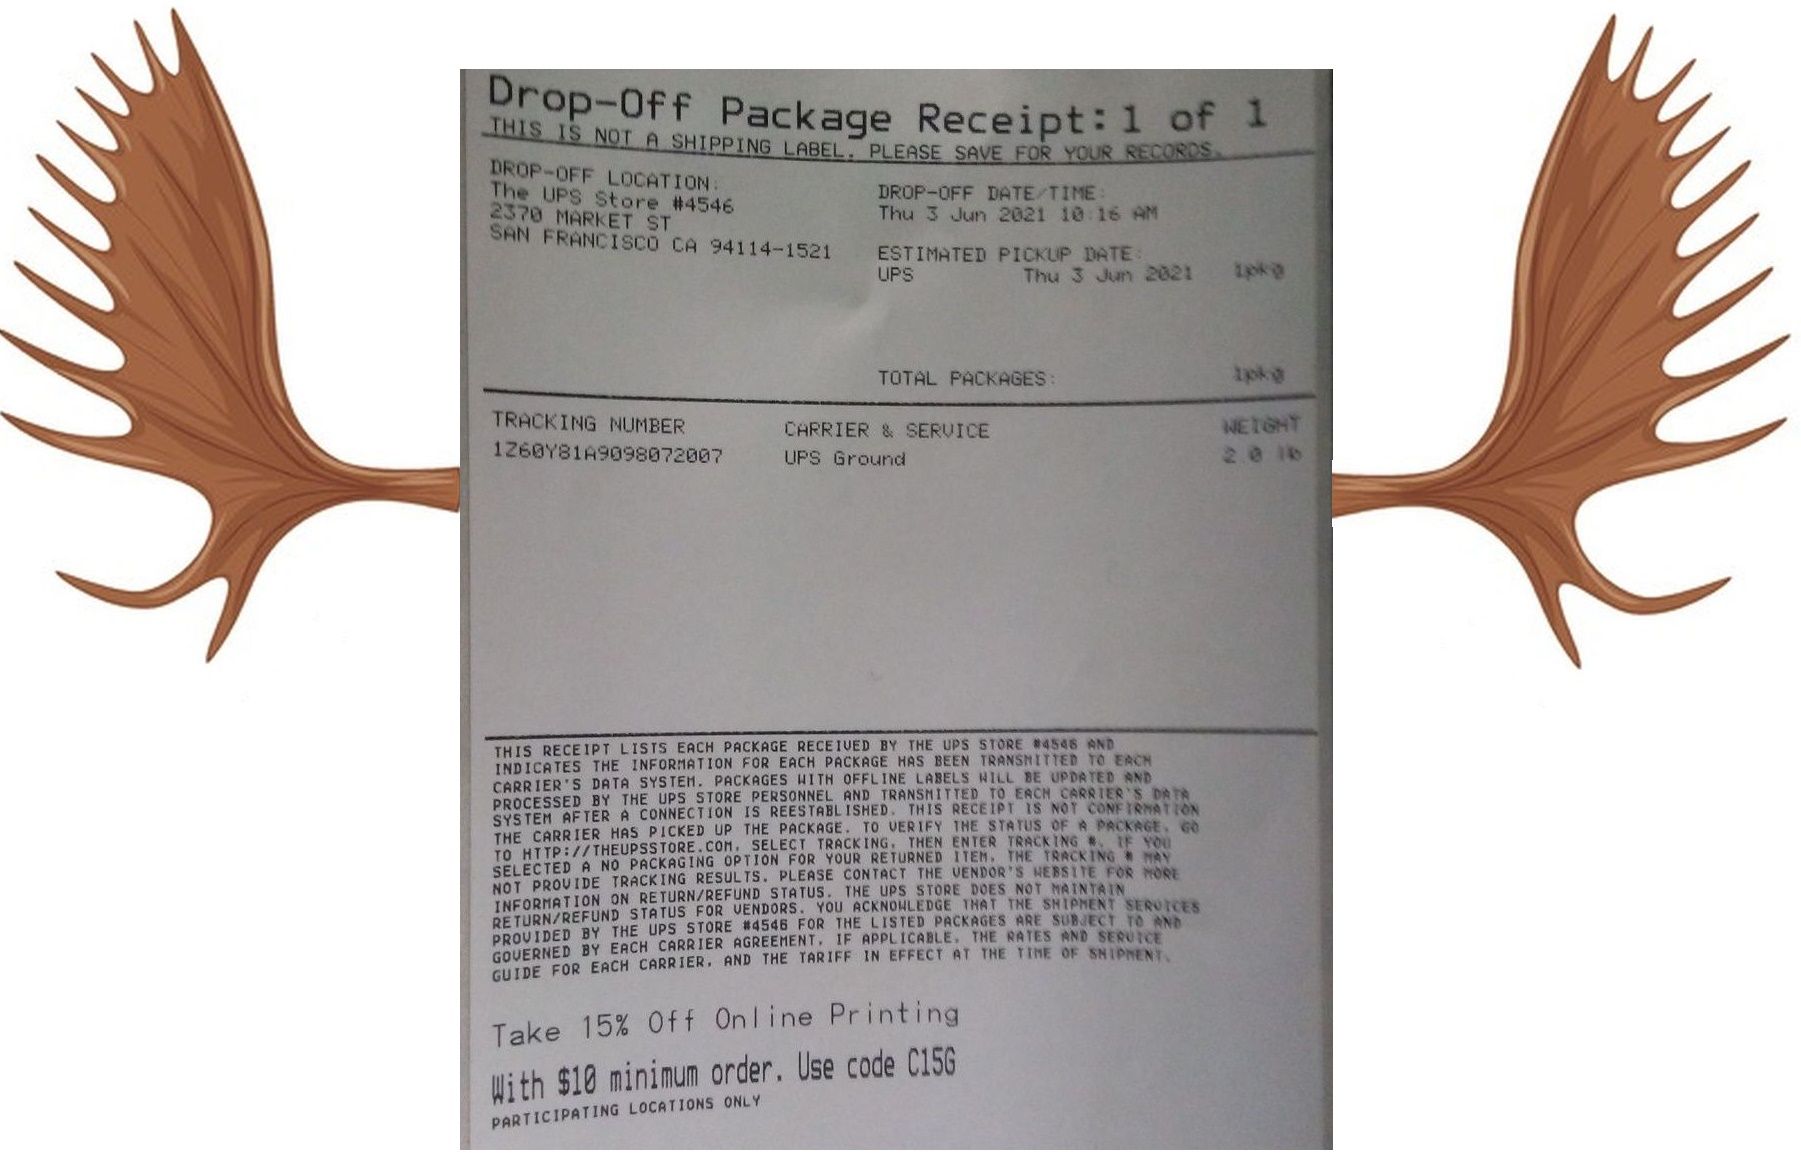 Drop-Off Package Receipt: 1 of 1
THIS IS NOT A SHIPPING LABEL. PLEASE SAVE FOR YOUR RECORDS.
DROP-OFF LOCATION:
The UPS Store #4546
2370 MARKET ST
SAN FRANCISCO CA 94114-1521
DROP-OFF DATE/TIME:
Thu 3 Jun 2021 10:16 AM
ESTIMATED PICKUP DATE:
UPS Thu 3 Jun 2021 1pkg
TOTAL PACKAGES: 1pkg
TRACKING NUMBER CARRIER & SERVICE WEIGHT
1Z60Y81A9098072007 UPS Ground 2.0 lb
THIS RECEIPT LISTS EACH PACKAGE RECEIVED BY THE UPS STORE #4546 AND
INDICATES THE INFORMATION FOR EACH PACKAGE HAS BEEN TRANSMITTED TO EACH
CARRIER'S DATA SYSTEM. PACKAGES WITH OFFLINE LABELS WILL BE UPDATED AND
PROCESSED BY THE UPS STORE PERSONNEL AND TRANSMITTED TO EACH CARRIER'S DATA
SYSTEM AFTER A CONNECTION IS REESTABLISHED. THIS RECEIPT IS NOT CONFIRMATION
THE CARRIER HAS PICKED UP THE PACKAGE. TO VERIFY THE STATUS OF A PACKAGE, GO
TO HTTP://THEUPSSTORE.COM, SELECT TRACKING, THEN ENTER TRACKING #. IF YOU
SELECTED A NO PACKAGING OPTION FOR YOUR RETURNED ITEM, THE TRACKING # MAY
NOT PROVIDE TRACKING RESULTS. PLEASE CONTACT THE VENDOR'S WEBSITE FOR MORE
INFORMATION ON RETURN/REFUND STATUS. THE UPS STORE DOES NOT MAINTAIN
RETURN/REFUND STATUS FOR VENDORS. YOU ACKNOWLEDGE THAT THE SHIPMENT SERVICES
PROVIDED BY THE UPS STORE #4546 FOR THE LISTED PACKAGES ARE SUBJECT TO AND
GOVERNED BY EACH CARRIER AGREEMENT, IF APPLICABLE, THE RATES AND SERVICE
GUIDE FOR EACH CARRIER, AND THE TARIFF IN EFFECT AT THE TIME OF SHIPMENT.
Take 15% Off Online Printing
With $10 minimum order. Use code C15G
PARTICIPATING LOCATIONS ONLY